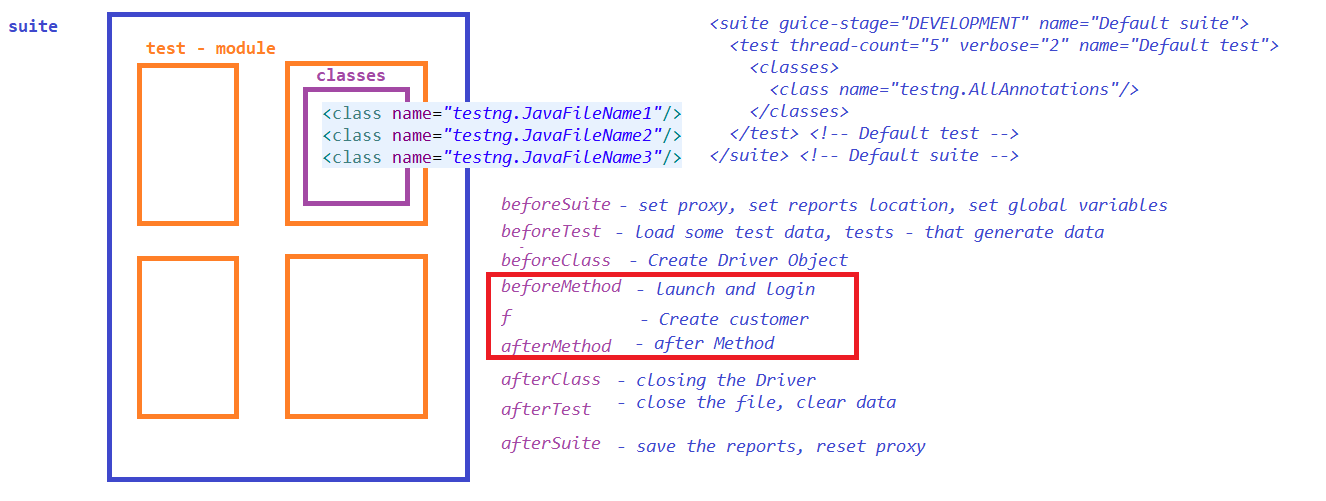 suite
test - module
classes
<class name="testng.JavaFileName1"/>
<class name="testng.JavaFileName2"/>
<class name="testng.JavaFileName3"/>
<suite guice-stage="DEVELOPMENT" name="Default suite">
<test thread-count="5" verbose="2" name="Default test">
<classes>
<class name="testng.AllAnnotations"/>
</classes>
</test> <!-- Default test -->
</suite> <!-- Default suite -->
beforeSuite - set proxy, set reports location, set global variables
beforeTest - load some test data, tests - that generate data
beforeClass - Create Driver Object
beforeMethod - launch and login
f - Create customer
afterMethod - after Method
afterClass - closing the Driver
afterTest - close the file, clear data
afterSuite - save the reports, reset proxy